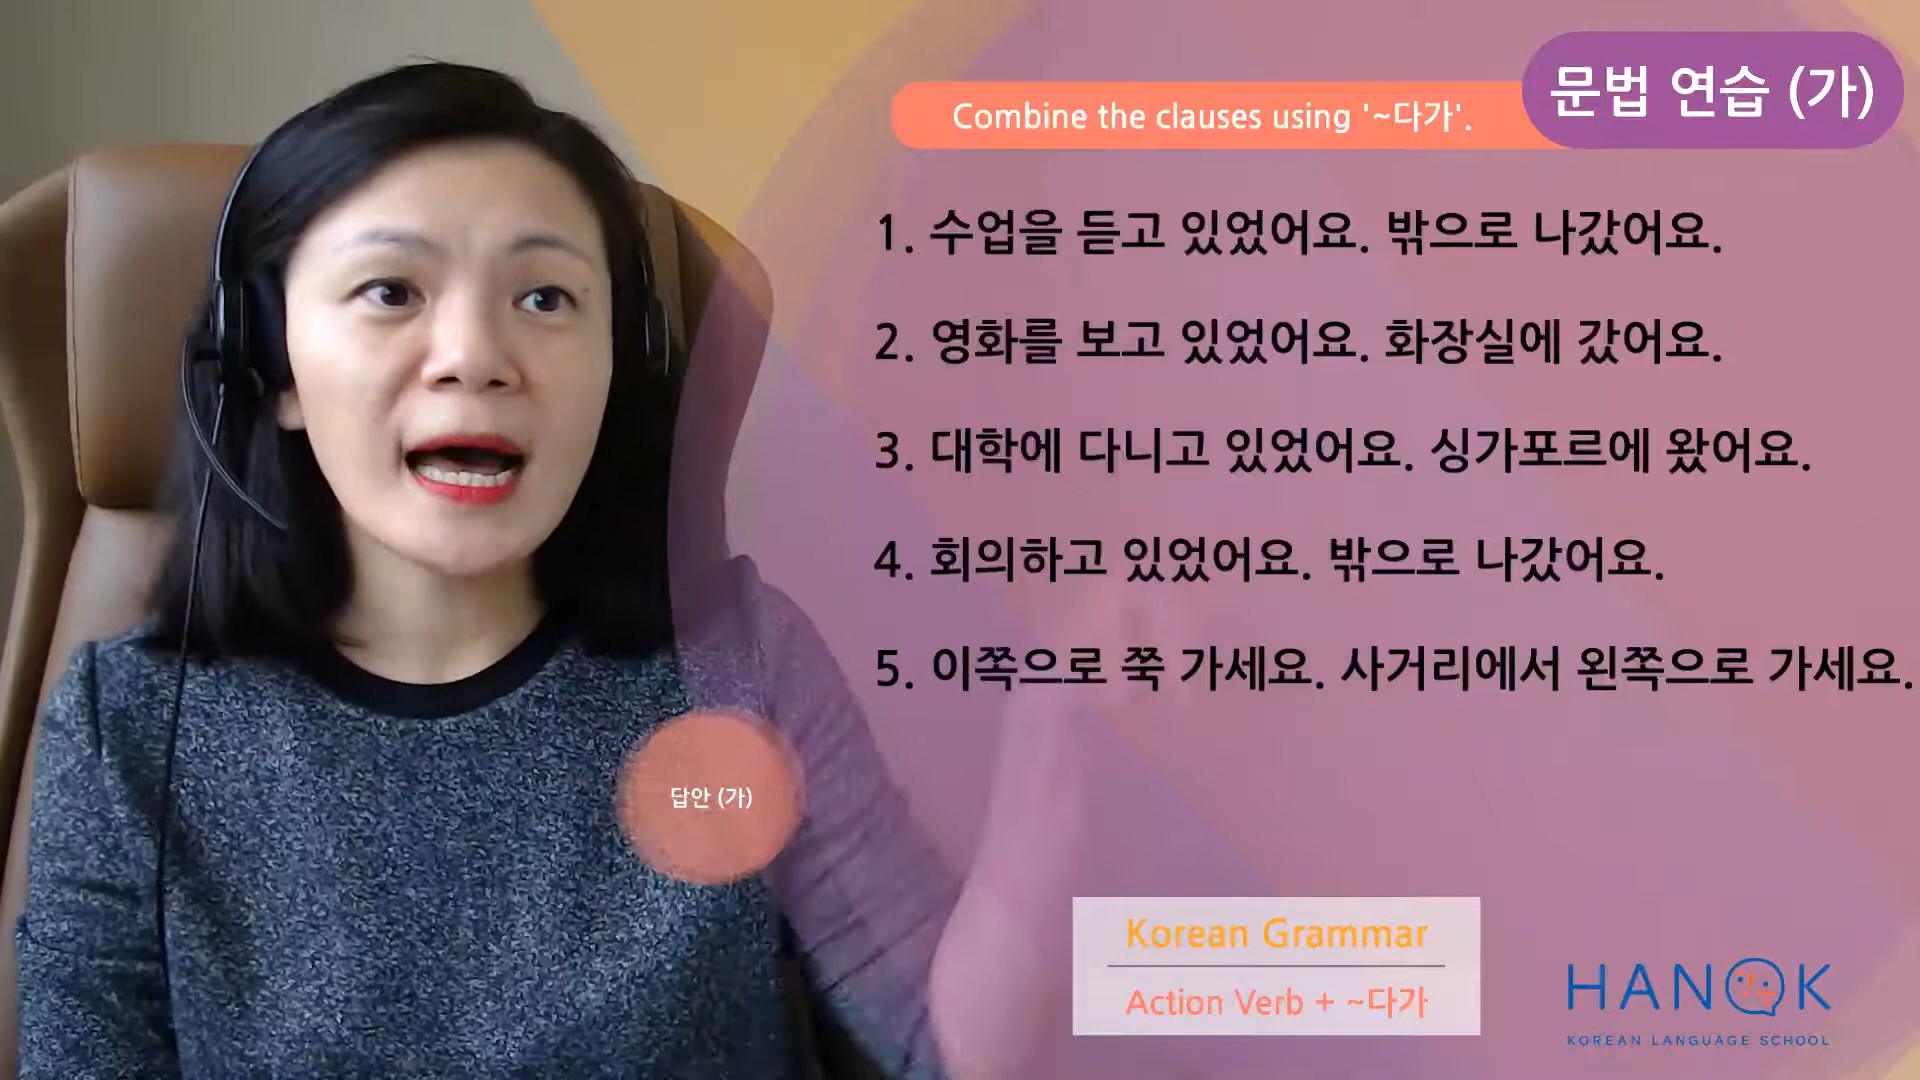 문법 연습 (가)
Combine the clauses using '~다가'.
1. 수업을 듣고 있었어요. 밖으로 나갔어요.
2. 영화를 보고 있었어요. 화장실에 갔어요.
3. 대학에 다니고 있었어요. 싱가포르에 왔어요.
4. 회의하고 있었어요. 밖으로 나갔어요.
5. 이쪽으로 쭉 가세요. 사거리에서 왼쪽으로 가세요.
답안 (가)
Korean Grammar
Action Verb + ~다가
HANOK
KOREAN LANGUAGE SCHOOL